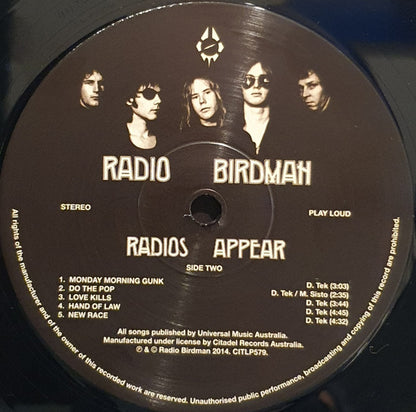 RADIO BIRDMAN
STEREO
PLAY LOUD
RADIOS APPEAR
SIDE TWO
1. MONDAY MORNING GUNK D. Tek (3:03)
2. DO THE POP D. Tek / M. Sisto (2:35)
3. LOVE KILLS D. Tek (3:44)
4. HAND OF LAW D. Tek (4:45)
5. NEW RACE D. Tek (4:32)
All songs published by Universal Music Australia.
Manufactured under license by Citadel Records Australia.
℗ & © Radio Birdman 2014. CITLP579.
All rights of the manufacturer and of the owner of this recorded work are reserved. Unauthorised public performance, broadcasting and copying of this record prohibited.